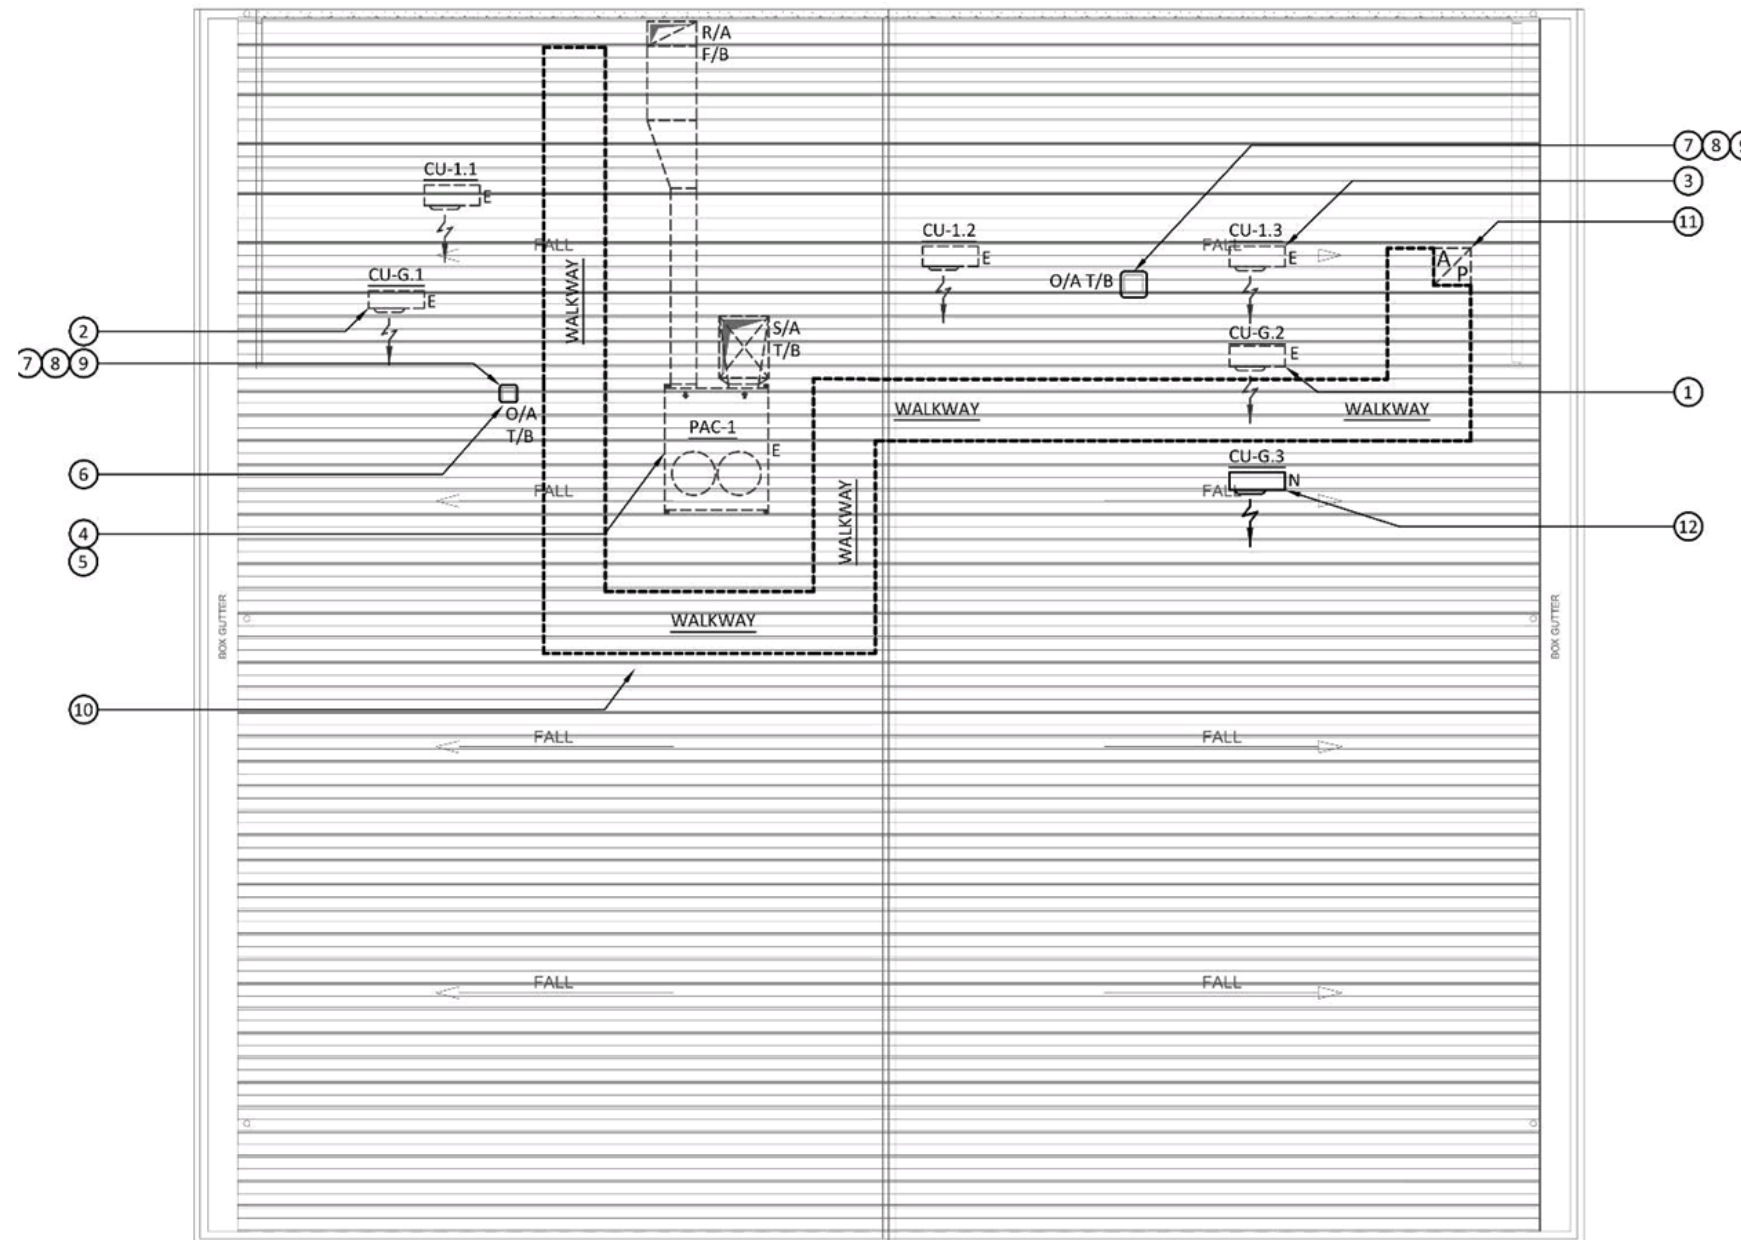 R/A
F/B
7 8 9
CU-1.1
E
3
11
CU-1.2
E
CU-1.3
E
FALL
FALL
A
P
O/A T/B
WALKWAY
CU-G.1
E
2
S/A
T/B
CU-G.2
E
7 8 9
1
O/A
T/B
WALKWAY
WALKWAY
PAC-1
E
6
CU-G.3
N
FALL
FALL
WALKWAY
12
4
5
BOX GUTTER
BOX GUTTER
WALKWAY
10
FALL
FALL
FALL
FALL